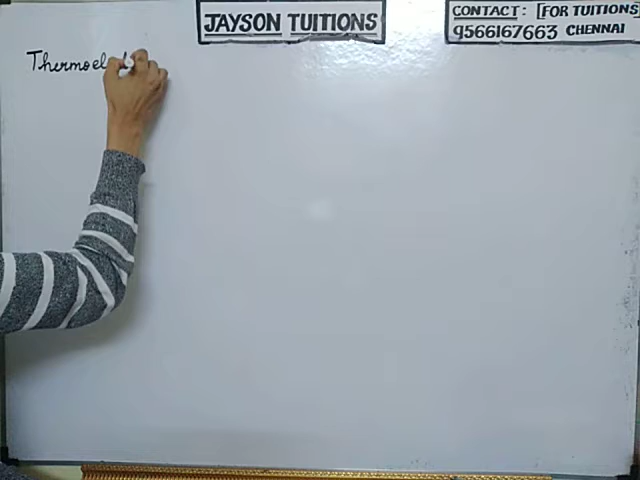 JAYSON TUITIONS
CONTACT: [FOR TUITIONS
9566167663 CHENNAI
Thermoel